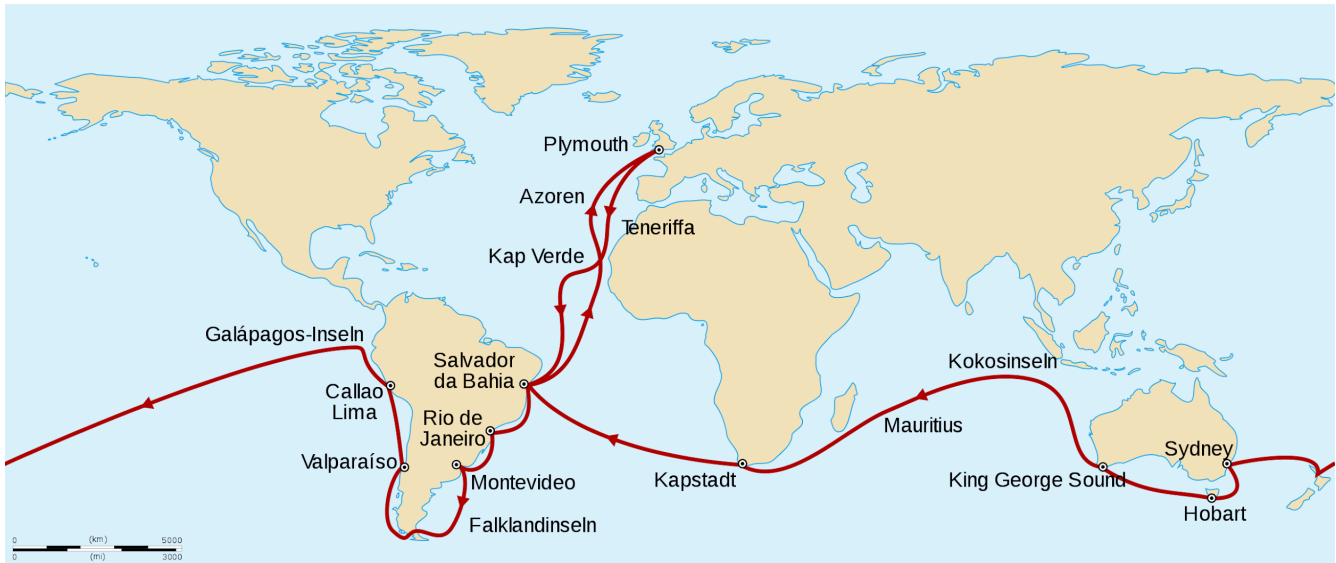 Plymouth
Azoren
Teneriffa
Kap Verde
Galápagos-Inseln
Salvador
da Bahia
Kokosinseln
Callao
Lima
Rio de
Janeiro
Mauritius
Valparaíso
Sydney
Montevideo
Kapstadt
King George Sound
Hobart
Falklandinseln
0 (km) 5000
0 (mi) 3000